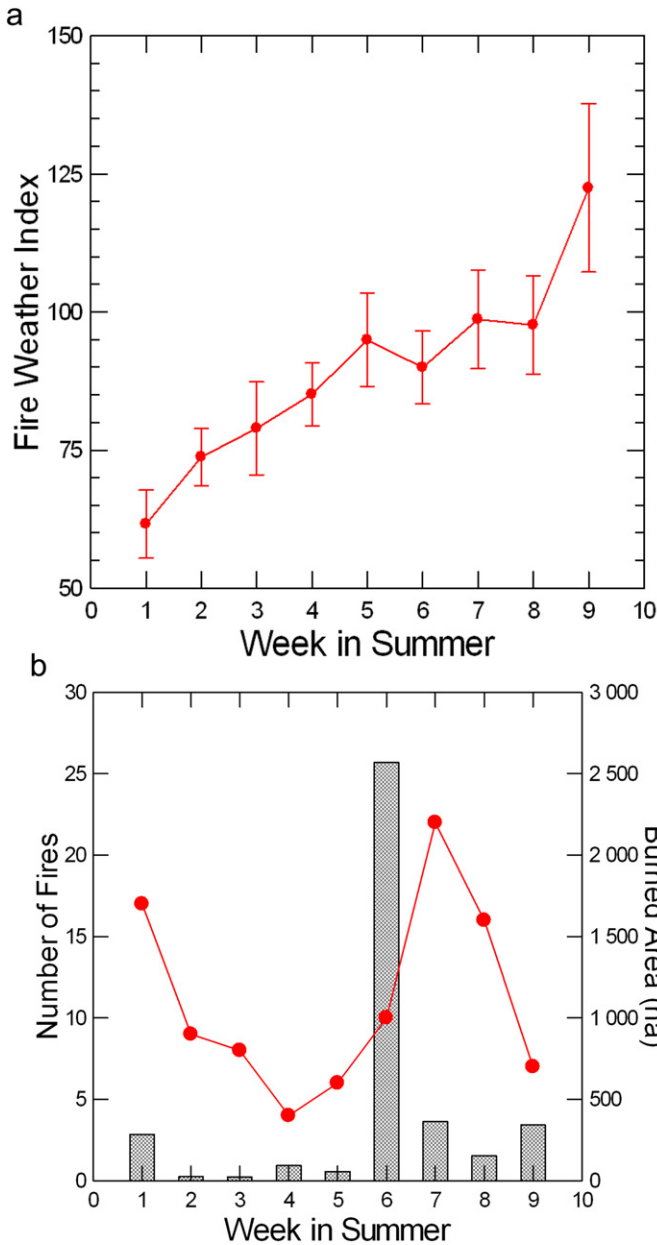 a
150
125
100
75
50
Fire Weather Index
0 1 2 3 4 5 6 7 8 9 10
Week in Summer
b
30
25
20
15
10
5
0
Number of Fires
3 000
2 500
2 000
1 500
1 000
500
0
Burned Area (ha)
0 1 2 3 4 5 6 7 8 9 10
Week in Summer